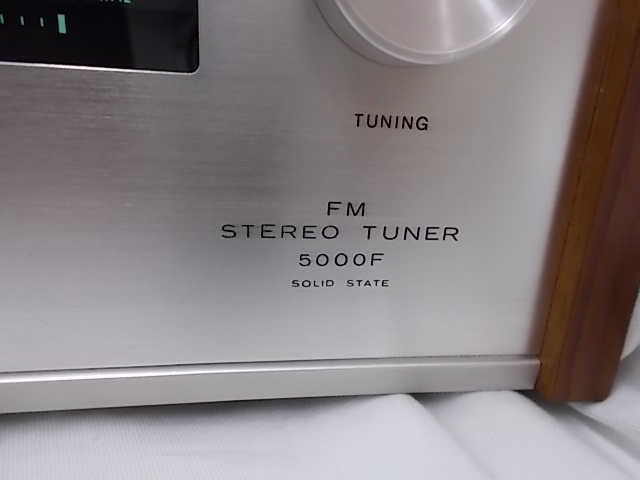 TUNING
FM
STEREO TUNER
5000F
SOLID STATE